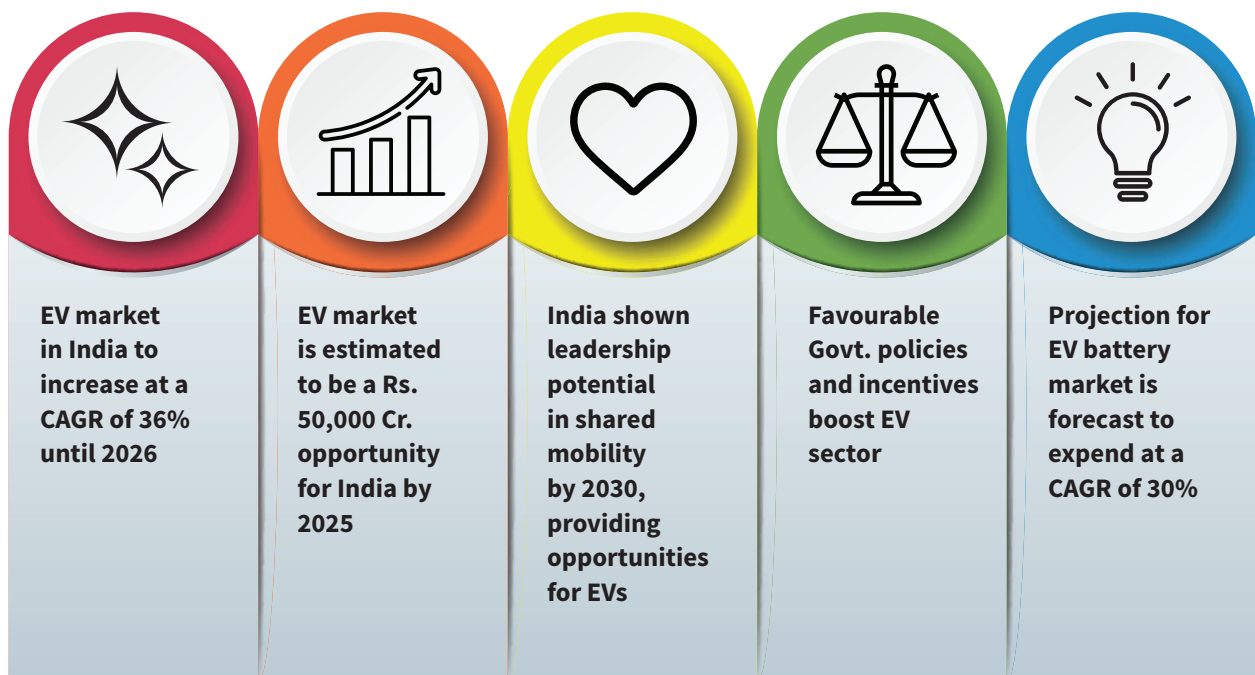 EV market
in India to
increase at a
CAGR of 36%
until 2026
EV market
is estimated
to be a Rs.
50,000 Cr.
opportunity
for India by
2025
India shown
leadership
potential
in shared
mobility
by 2030,
providing
opportunities
for EVs
Favourable
Govt. policies
and incentives
boost EV
sector
Projection for
EV battery
market is
forecast to
expend at a
CAGR of 30%